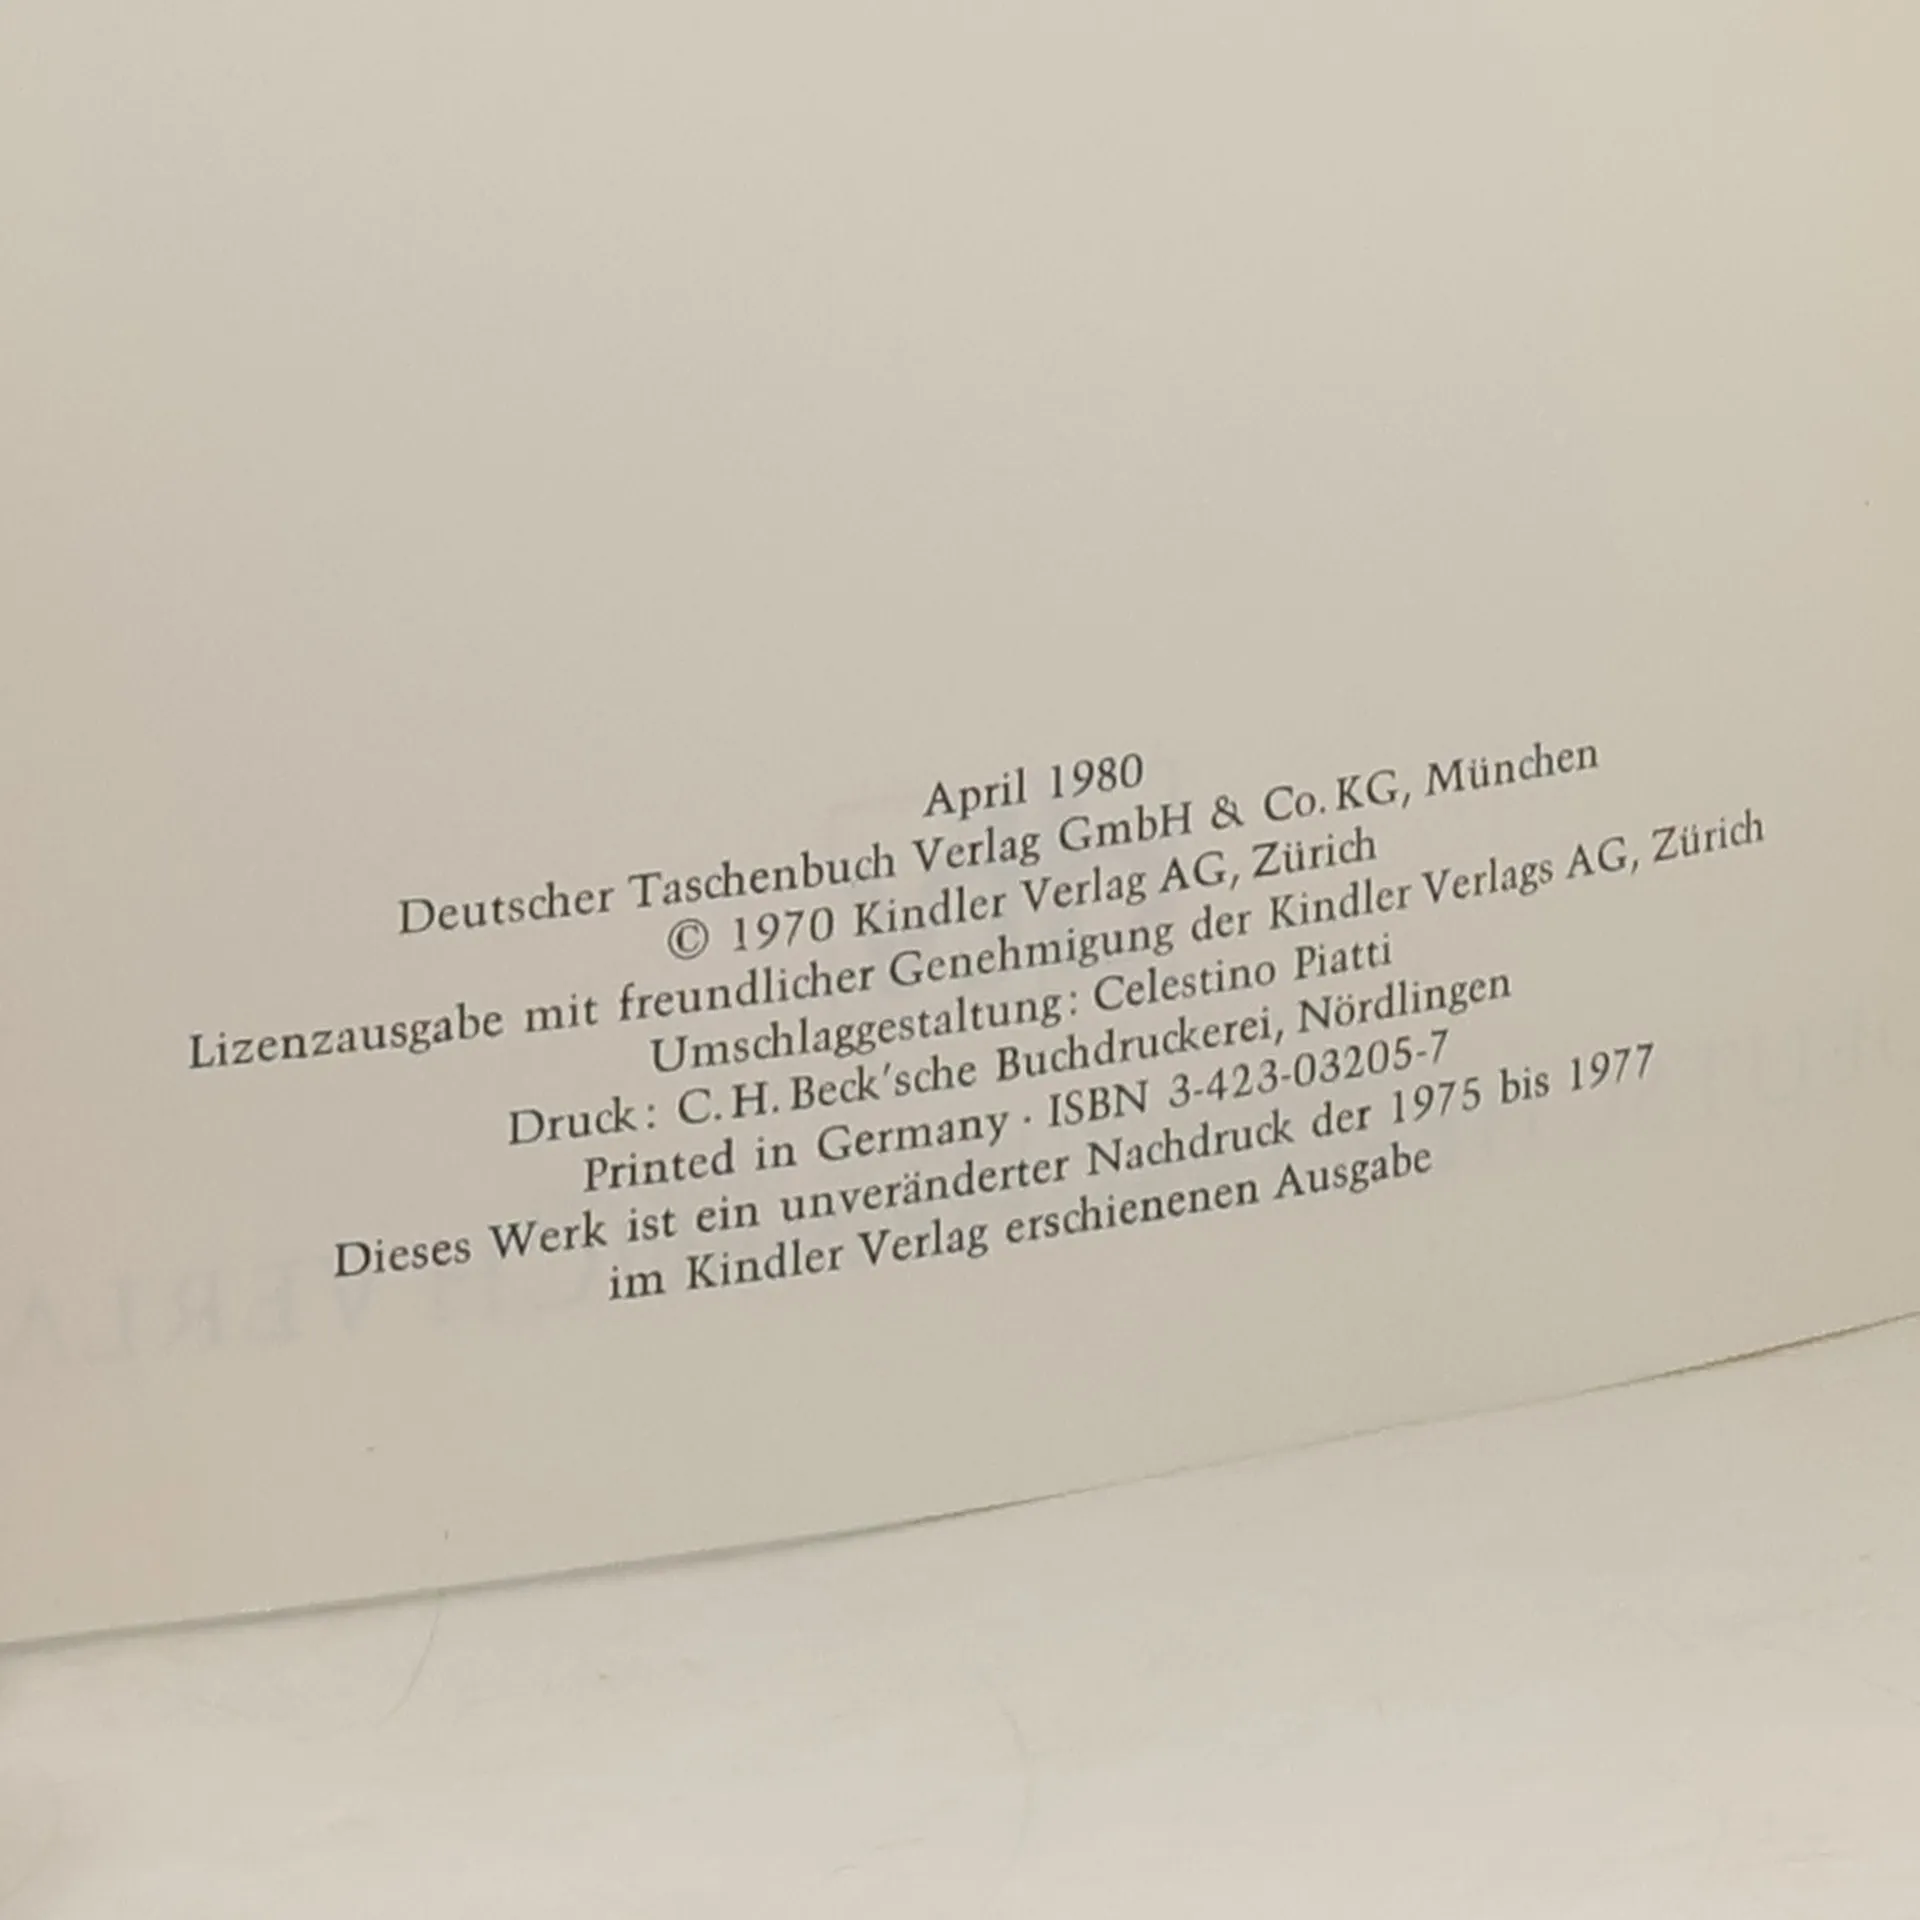 April 1980
Deutscher Taschenbuch Verlag GmbH & Co. KG, München
© 1970 Kindler Verlag AG, Zürich
Lizenzausgabe mit freundlicher Genehmigung der Kindler Verlags AG, Zürich
Umschlaggestaltung: Celestino Piatti
Druck: C. H. Beck'sche Buchdruckerei, Nördlingen
Printed in Germany · ISBN 3-423-03205-7
Dieses Werk ist ein unveränderter Nachdruck der 1975 bis 1977
im Kindler Verlag erschienenen Ausgabe